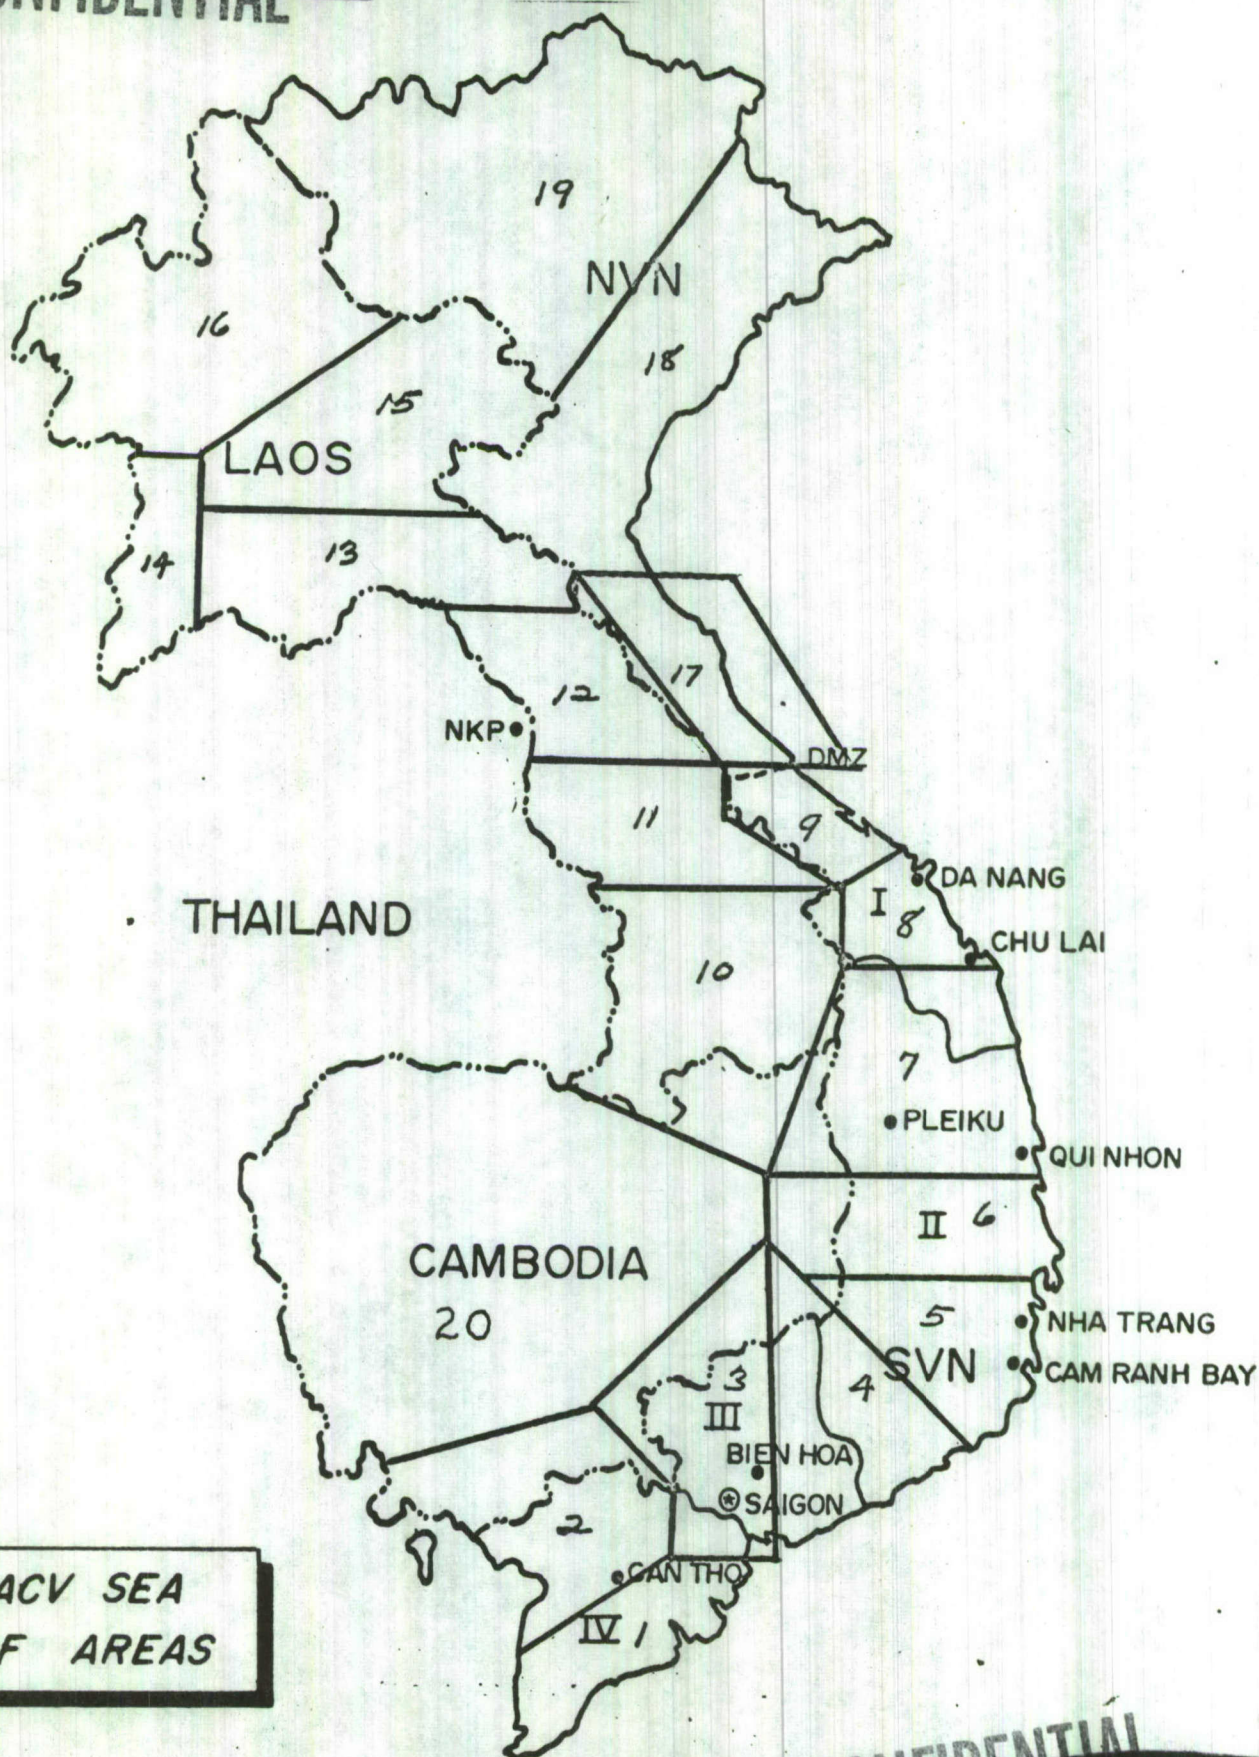 CONFIDENTIAL
19
NVN
16
18
15
LAOS
14
13
17
12
NKP
DMZ
11
9
DA NANG
I
8
THAILAND
CHU LAI
10
7
PLEIKU
QUI NHON
II 6
CAMBODIA
20
5
NHA TRANG
SVN
CAM RANH BAY
3
4
III
BIEN HOA
SAIGON
2
CAN THO
IV 1
ACV SEA
F AREAS
CONFIDENTIAL